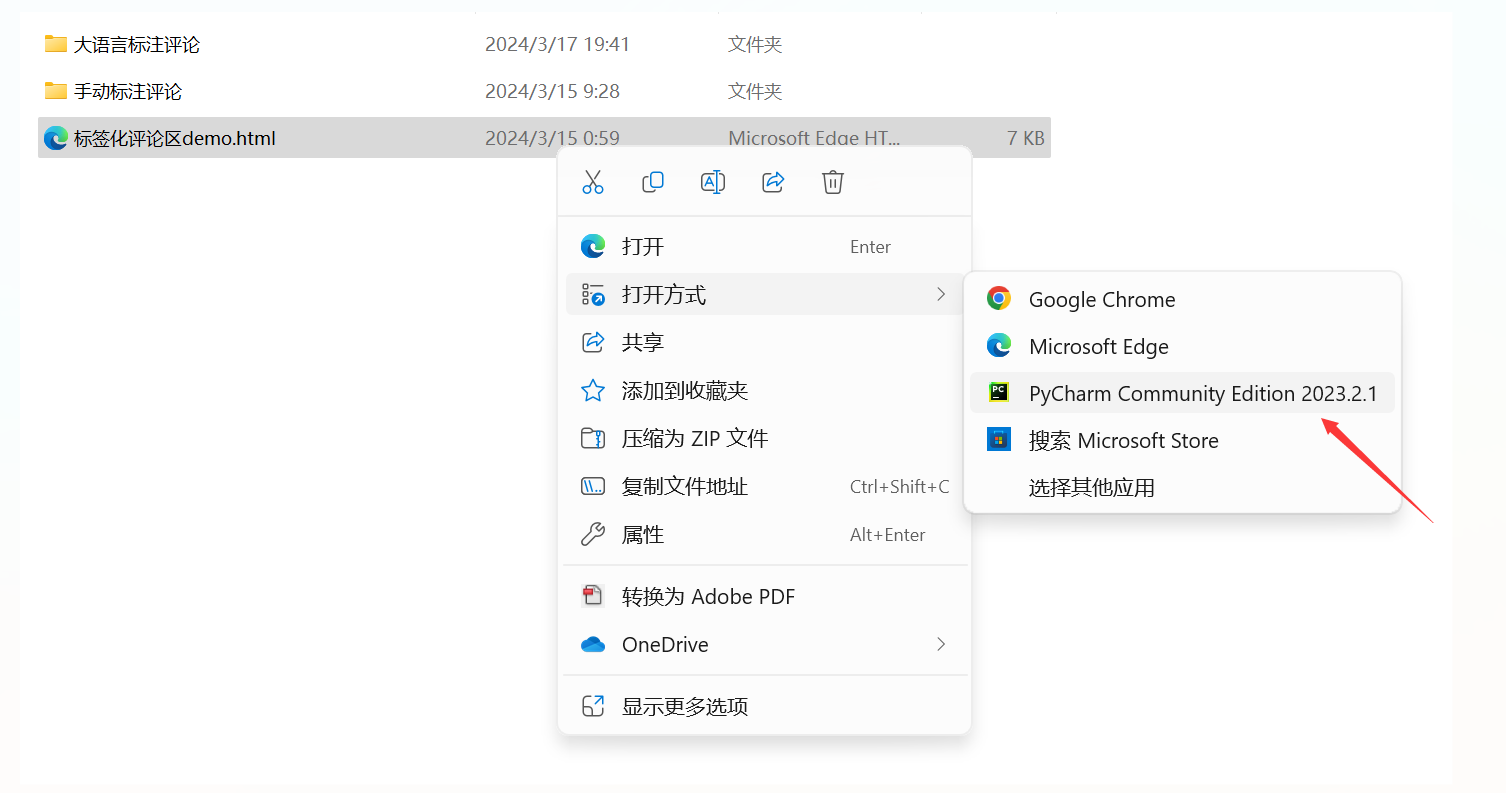 大语言标注评论 2024/3/17 19:41 文件夹
手动标注评论 2024/3/15 9:28 文件夹
标签化评论区demo.html 2024/3/15 0:59 Microsoft Edge HT... 7 KB
打开 Enter
打开方式
共享
添加到收藏夹
压缩为 ZIP 文件
复制文件地址 Ctrl+Shift+C
属性 Alt+Enter
转换为 Adobe PDF
OneDrive
显示更多选项
Google Chrome
Microsoft Edge
PC PyCharm Community Edition 2023.2.1
搜索 Microsoft Store
选择其他应用